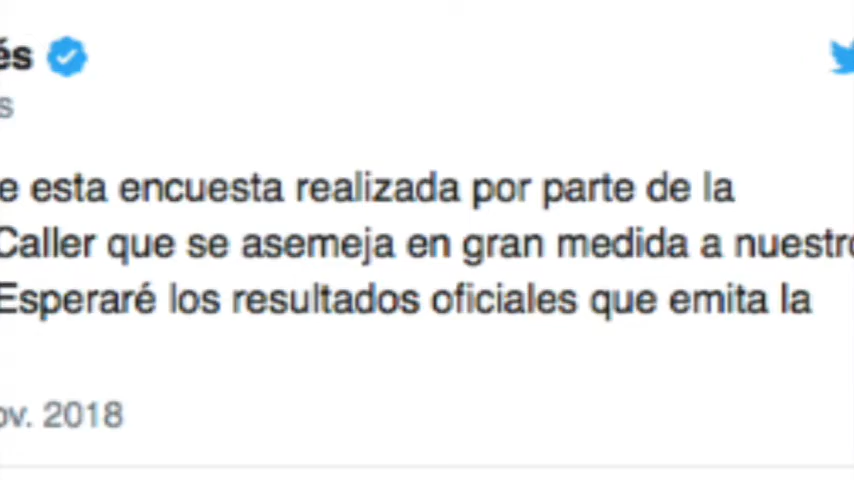 és
s
e esta encuesta realizada por parte de la
Caller que se asemeja en gran medida a nuestro
Esperaré los resultados oficiales que emita la
ov. 2018